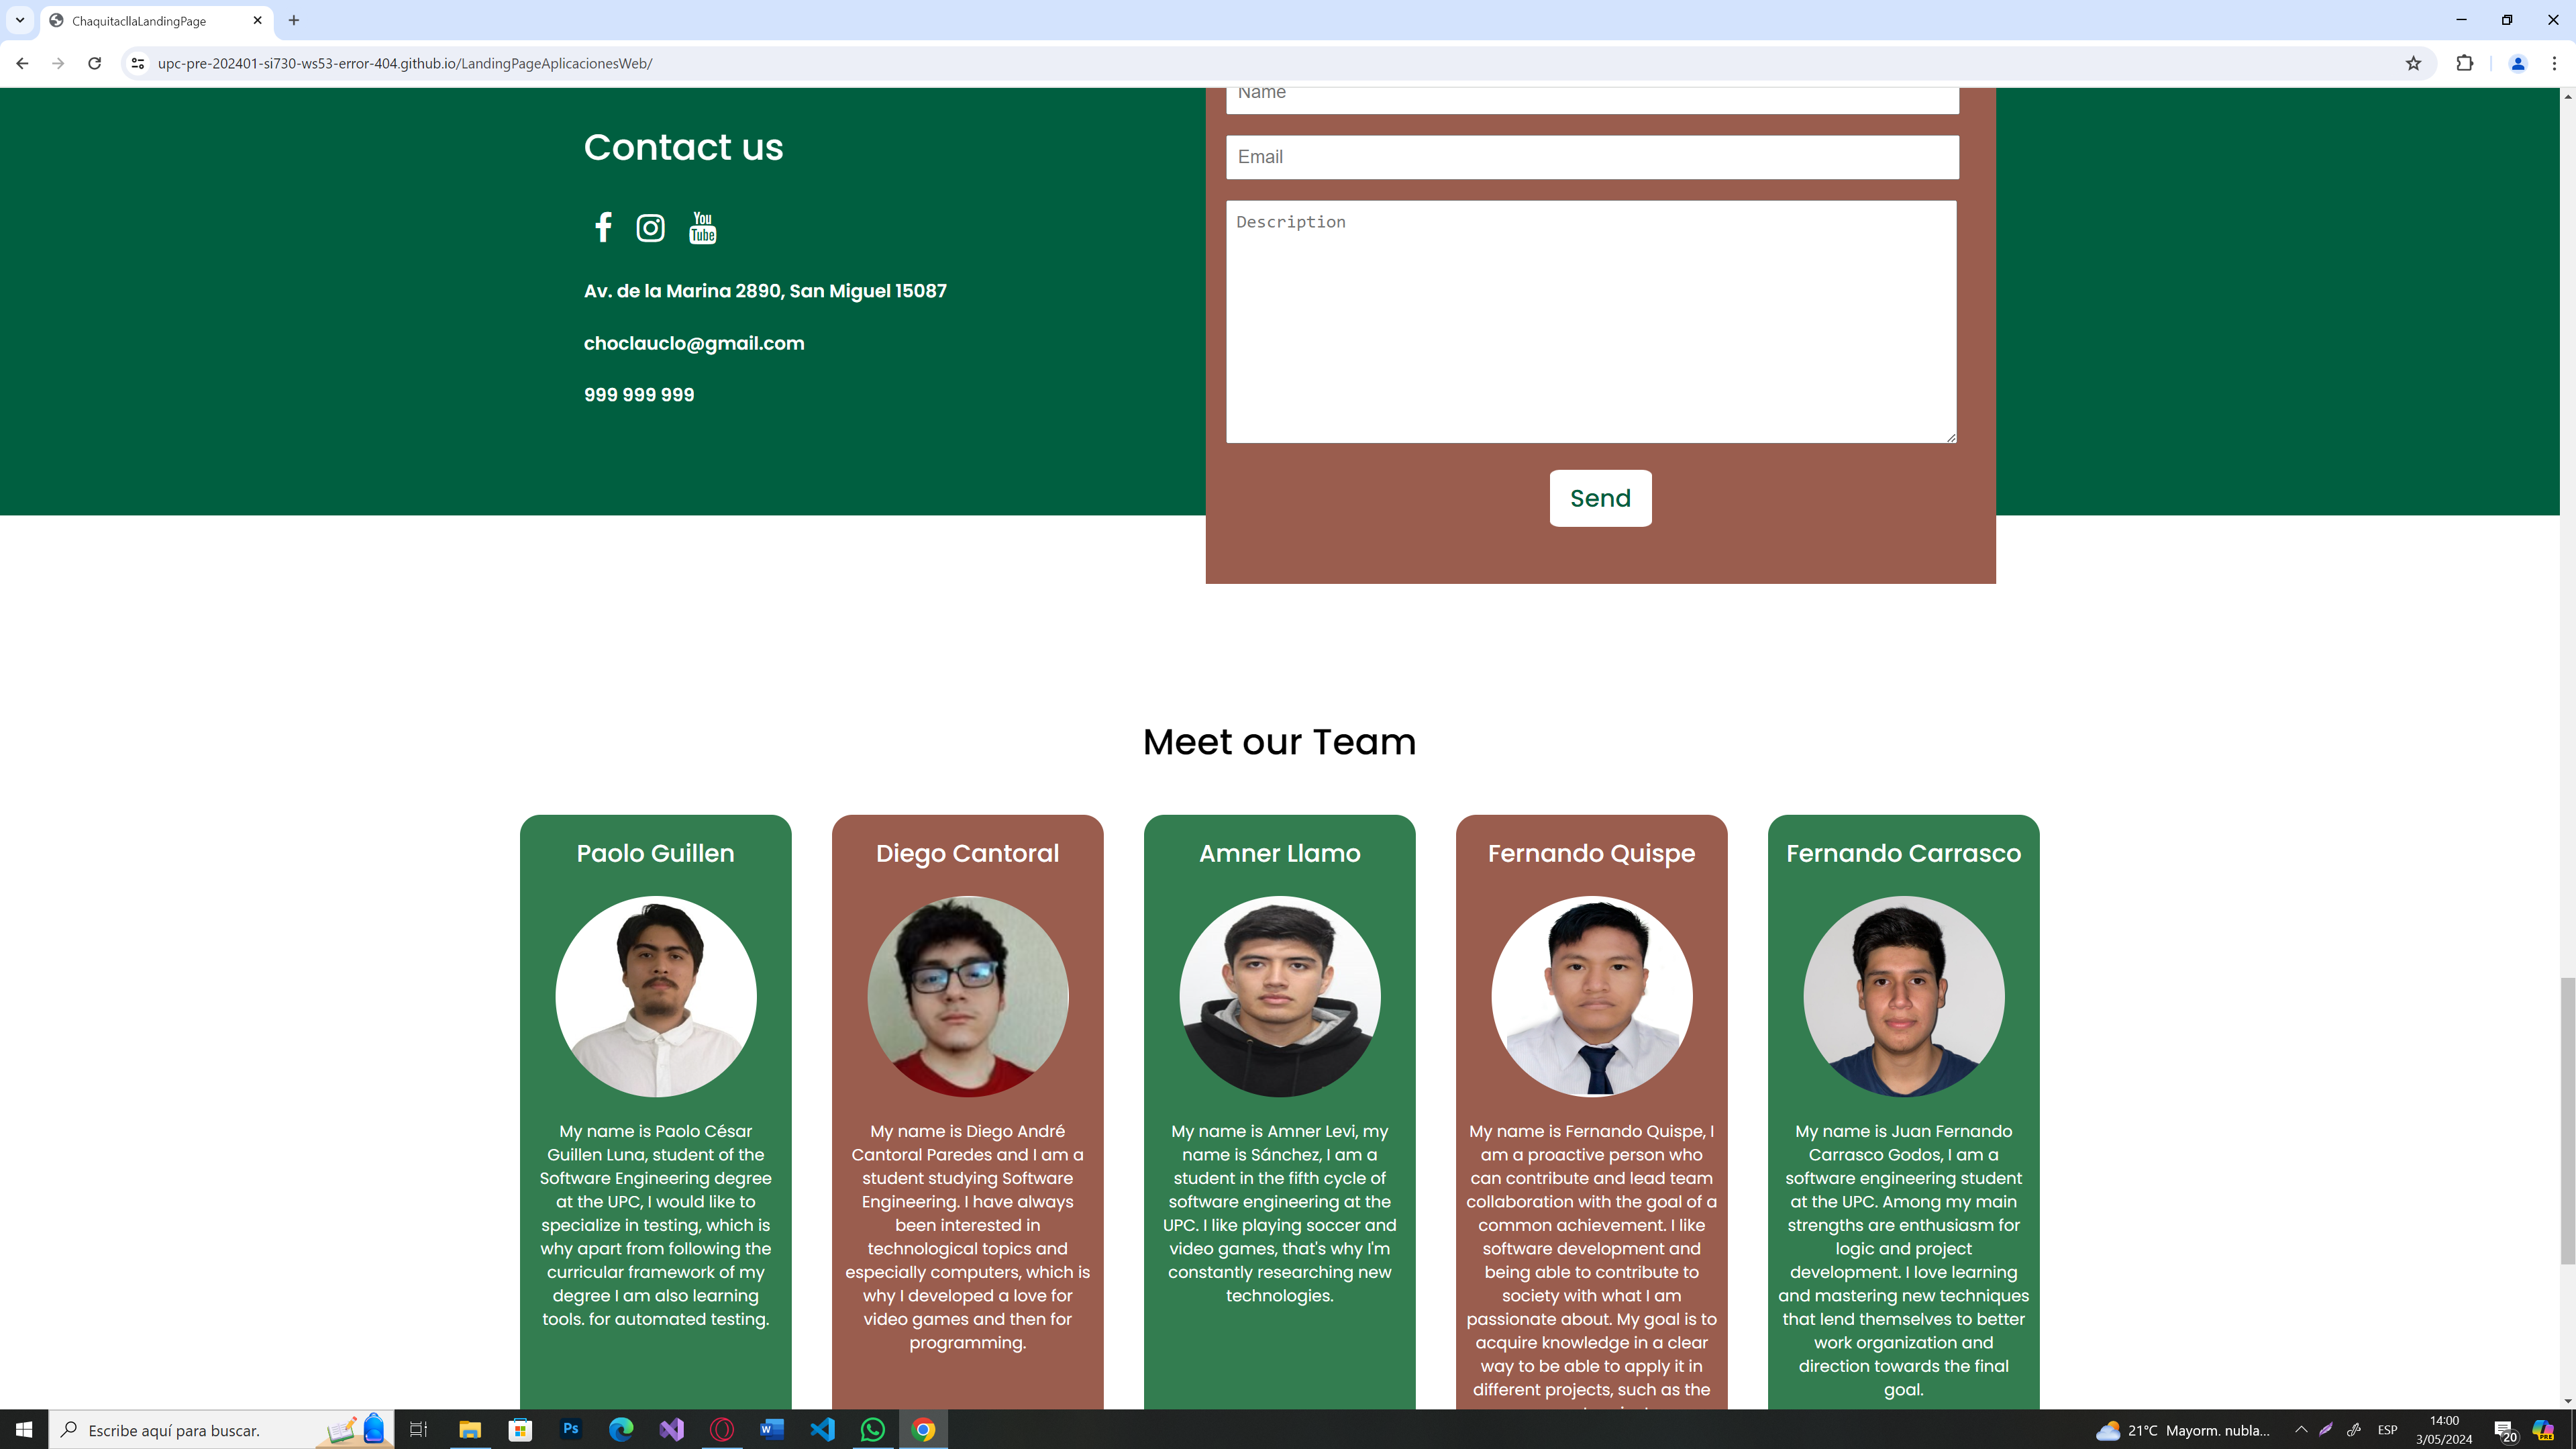 ChaquitacllaLandingPage
upc-pre-202401-si730-ws53-error-404.github.io/LandingPageAplicacionesWeb/
Name
Contact us
Email
Description
You
Tube
Av. de la Marina 2890, San Miguel 15087
choclauclo@gmail.com
999 999 999
Send
Meet our Team
Paolo Guillen
My name is Paolo César
Guillen Luna, student of the
Software Engineering degree
at the UPC, I would like to
specialize in testing, which is
why apart from following the
curricular framework of my
degree I am also learning
tools. for automated testing.
Diego Cantoral
My name is Diego André
Cantoral Paredes and I am a
student studying Software
Engineering. I have always
been interested in
technological topics and
especially computers, which is
why I developed a love for
video games and then for
programming.
Amner Llamo
My name is Amner Levi, my
name is Sánchez, I am a
student in the fifth cycle of
software engineering at the
UPC. I like playing soccer and
video games, that's why I'm
constantly researching new
technologies.
Fernando Quispe
My name is Fernando Quispe, I
am a proactive person who
can contribute and lead team
collaboration with the goal of a
common achievement. I like
software development and
being able to contribute to
society with what I am
passionate about. My goal is to
acquire knowledge in a clear
way to be able to apply it in
different projects, such as the
Fernando Carrasco
My name is Juan Fernando
Carrasco Godos, I am a
software engineering student
at the UPC. Among my main
strengths are enthusiasm for
logic and project
development. I love learning
and mastering new techniques
that lend themselves to better
work organization and
direction towards the final
goal.
Escribe aquí para buscar.
Ps
W
21°C Mayorm. nubla...
ESP
14:00
3/05/2024
20
PRE